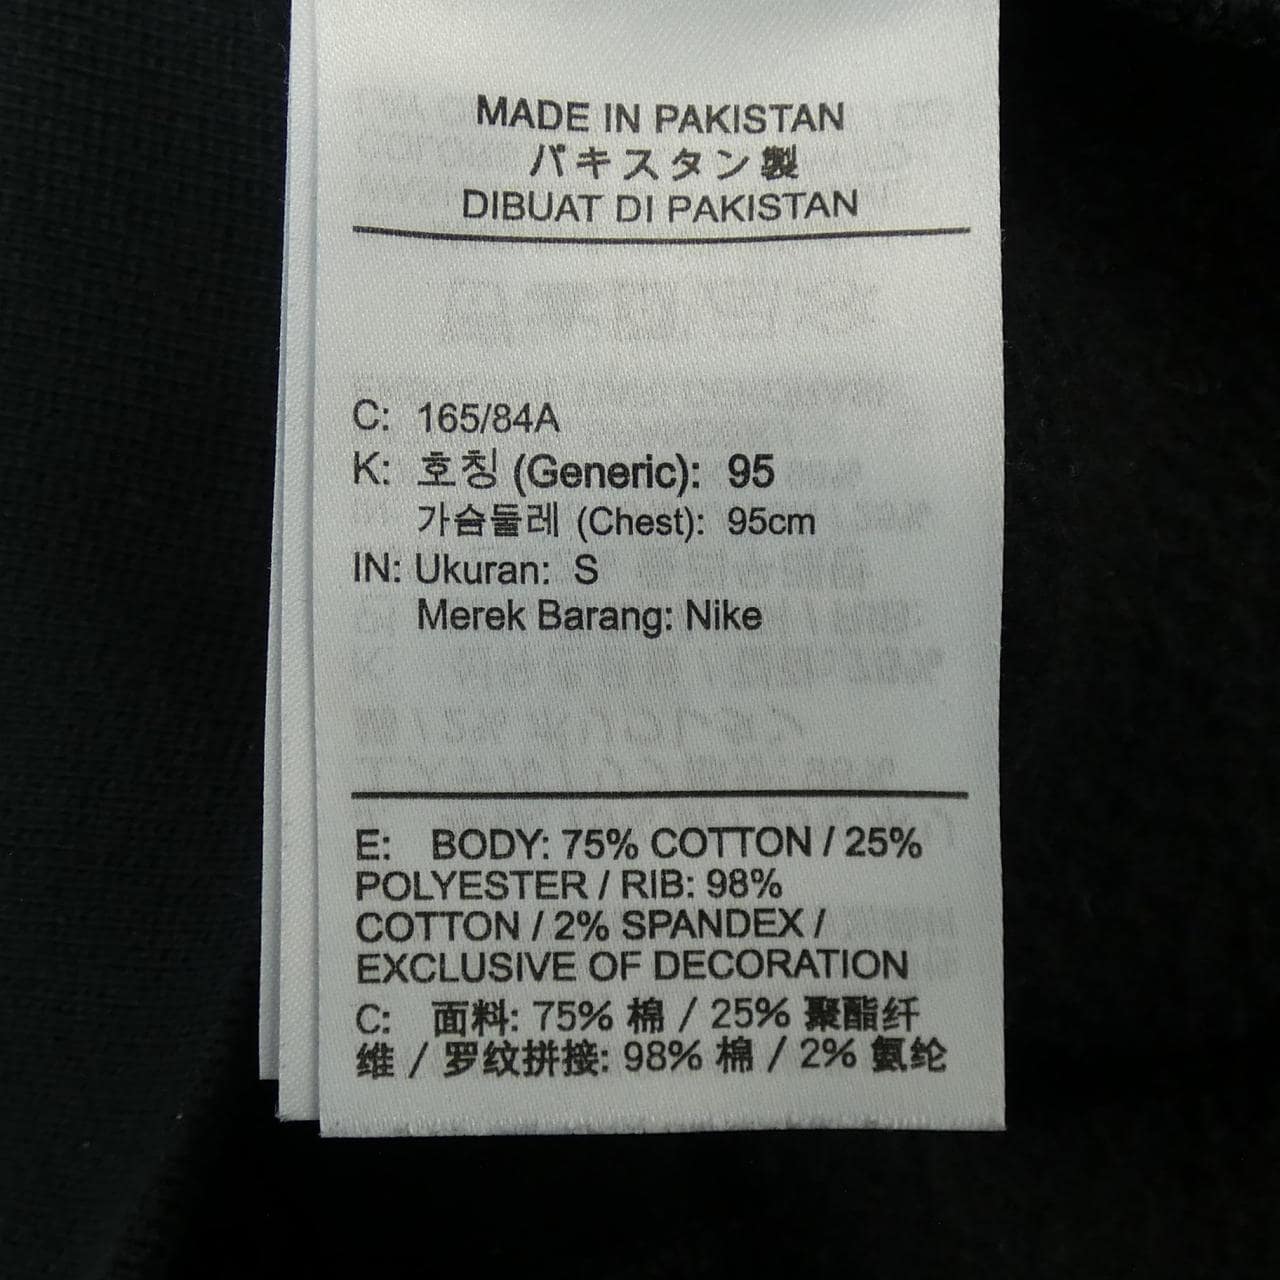 MADE IN PAKISTAN
パキスタン製
DIBUAT DI PAKISTAN
C: 165/84A
K: 호칭 (Generic): 95
가슴둘레 (Chest): 95cm
IN: Ukuran: S
Merek Barang: Nike
E: BODY: 75% COTTON / 25%
POLYESTER / RIB: 98%
COTTON / 2% SPANDEX /
EXCLUSIVE OF DECORATION
C: 面料: 75% 棉 / 25% 聚酯纤
维 / 罗纹拼接: 98% 棉 / 2% 氨纶